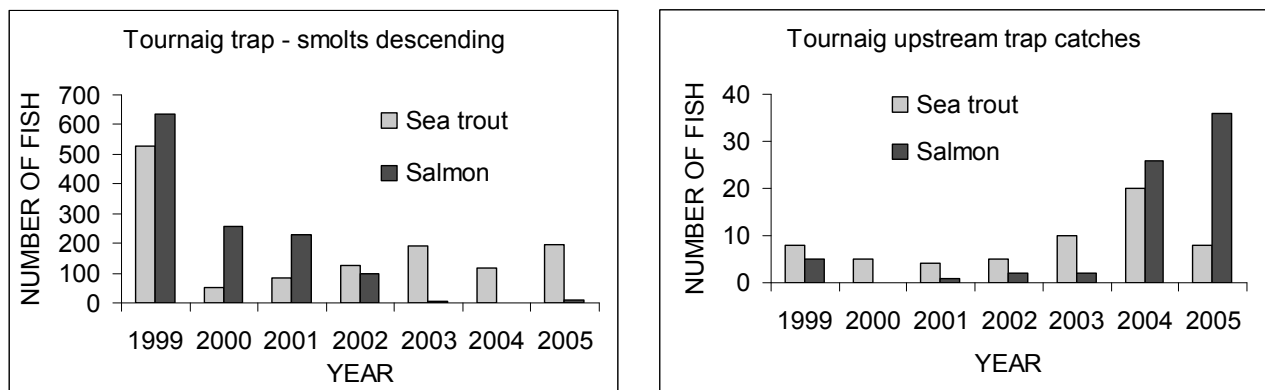 Tournaig trap - smolts descending
NUMBER OF FISH
700
600
500
400
300
200
100
0
Sea trout
Salmon
1999 2000 2001 2002 2003 2004 2005
YEAR
Tournaig upstream trap catches
NUMBER OF FISH
40
30
20
10
0
Sea trout
Salmon
1999 2000 2001 2002 2003 2004 2005
YEAR